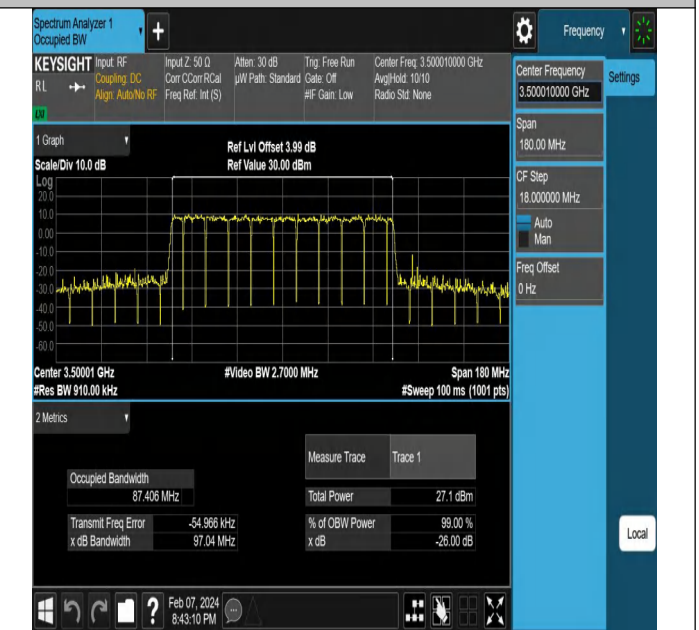 Spectrum Analyzer 1
Occupied BW
+
Frequency
KEYSIGHT
RL
LXI
Input: RF
Coupling: DC
Align: Auto/No RF
Input Z: 50 Ω
Corr CCorr RCal
Freq Ref: Int (S)
Atten: 30 dB
µW Path: Standard
Trig: Free Run
Gate: Off
#IF Gain: Low
Center Freq: 3.500010000 GHz
Avg|Hold: 10/10
Radio Std: None
Center Frequency
3.500010000 GHz
Settings
Span
180.00 MHz
CF Step
18.000000 MHz
Auto
Man
Freq Offset
0 Hz
1 Graph
Scale/Div 10.0 dB
Ref Lvl Offset 3.99 dB
Ref Value 30.00 dBm
Log
20.0
10.0
0.00
-10.0
-20.0
-30.0
-40.0
-50.0
-60.0
Center 3.50001 GHz
#Video BW 2.7000 MHz
Span 180 MHz
#Res BW 910.00 kHz
#Sweep 100 ms (1001 pts)
2 Metrics
Measure Trace
Trace 1
Occupied Bandwidth
87.406 MHz
Total Power
27.1 dBm
Transmit Freq Error
-54.966 kHz
% of OBW Power
99.00 %
x dB Bandwidth
97.04 MHz
x dB
-26.00 dB
Local
?
Feb 07, 2024
8:43:10 PM